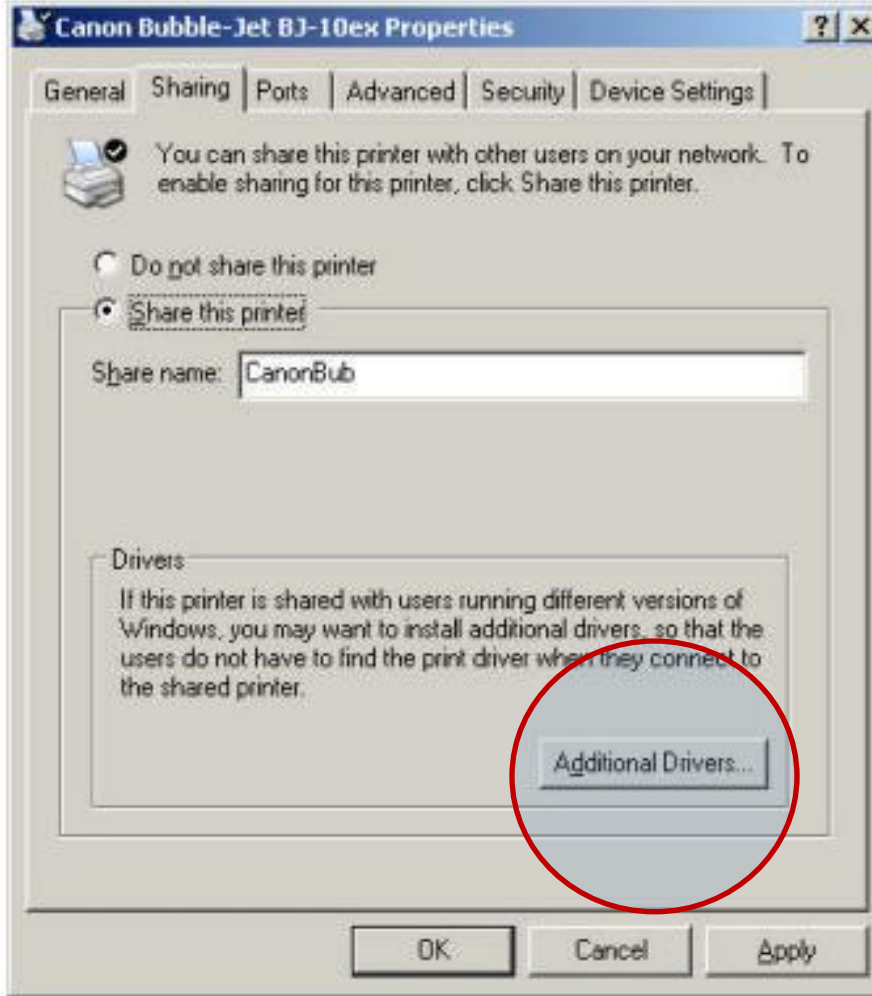 Canon Bubble-Jet BJ-10ex Properties
General Sharing Ports Advanced Security Device Settings
You can share this printer with other users on your network. To
enable sharing for this printer, click Share this printer.
Do not share this printer
Share this printer
Share name: CanonBub
Drivers
If this printer is shared with users running different versions of
Windows, you may want to install additional drivers, so that the
users do not have to find the print driver when they connect to
the shared printer.
Additional Drivers...
OK Cancel Apply